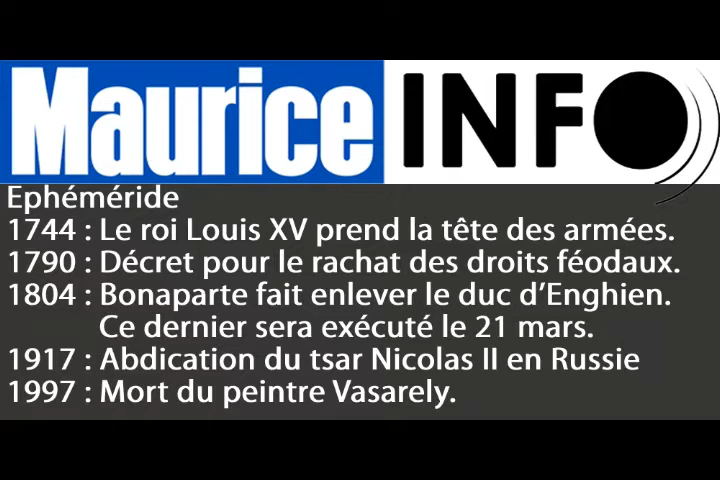 Maurice INFO
Ephéméride
1744 : Le roi Louis XV prend la tête des armées.
1790 : Décret pour le rachat des droits féodaux.
1804 : Bonaparte fait enlever le duc d’Enghien.
Ce dernier sera exécuté le 21 mars.
1917 : Abdication du tsar Nicolas II en Russie
1997 : Mort du peintre Vasarely.